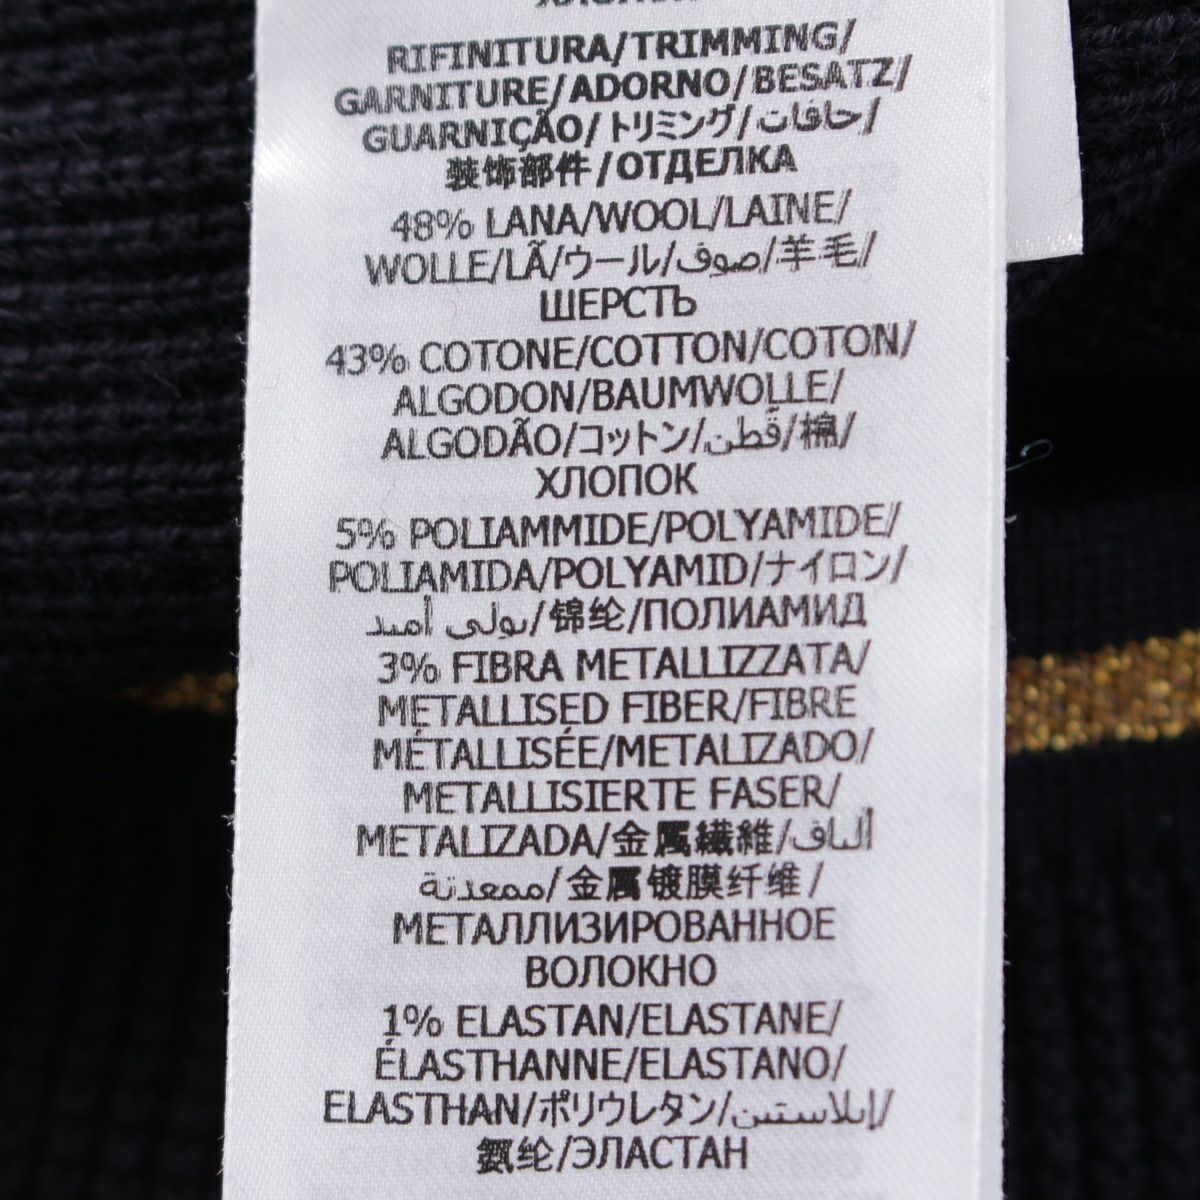 RIFINITURA/TRIMMING/
GARNITURE/ADORNO/BESATZ/
GUARNIÇÃO/トリミング/حافات/
装饰部件/ОТДЕЛКА
48% LANA/WOOL/LAINE/
WOLLE/LÃ/ウール/صوف/羊毛/
ШЕРСТЬ
43% COTONE/COTTON/COTON/
ALGODON/BAUMWOLLE/
ALGODÃO/コットン/قُطن/棉/
ХЛОПОК
5% POLIAMMIDE/POLYAMIDE/
POLIAMIDA/POLYAMID/ナイロン/
بولي أميد/锦纶/ПОЛИАМИД
3% FIBRA METALLIZZATA/
METALLISED FIBER/FIBRE
MÉTALLISÉE/METALIZADO/
METALLISIERTE FASER/
METALIZADA/金属繊維/ألياف
ممعدنة/金属镀膜纤维/
МЕТАЛЛИЗИРОВАННОЕ
ВОЛОКНО
1% ELASTAN/ELASTANE/
ÉLASTHANNE/ELASTANO/
ELASTHAN/ポリウレタン/إيلاستين/
氨纶/ЭЛАСТАН